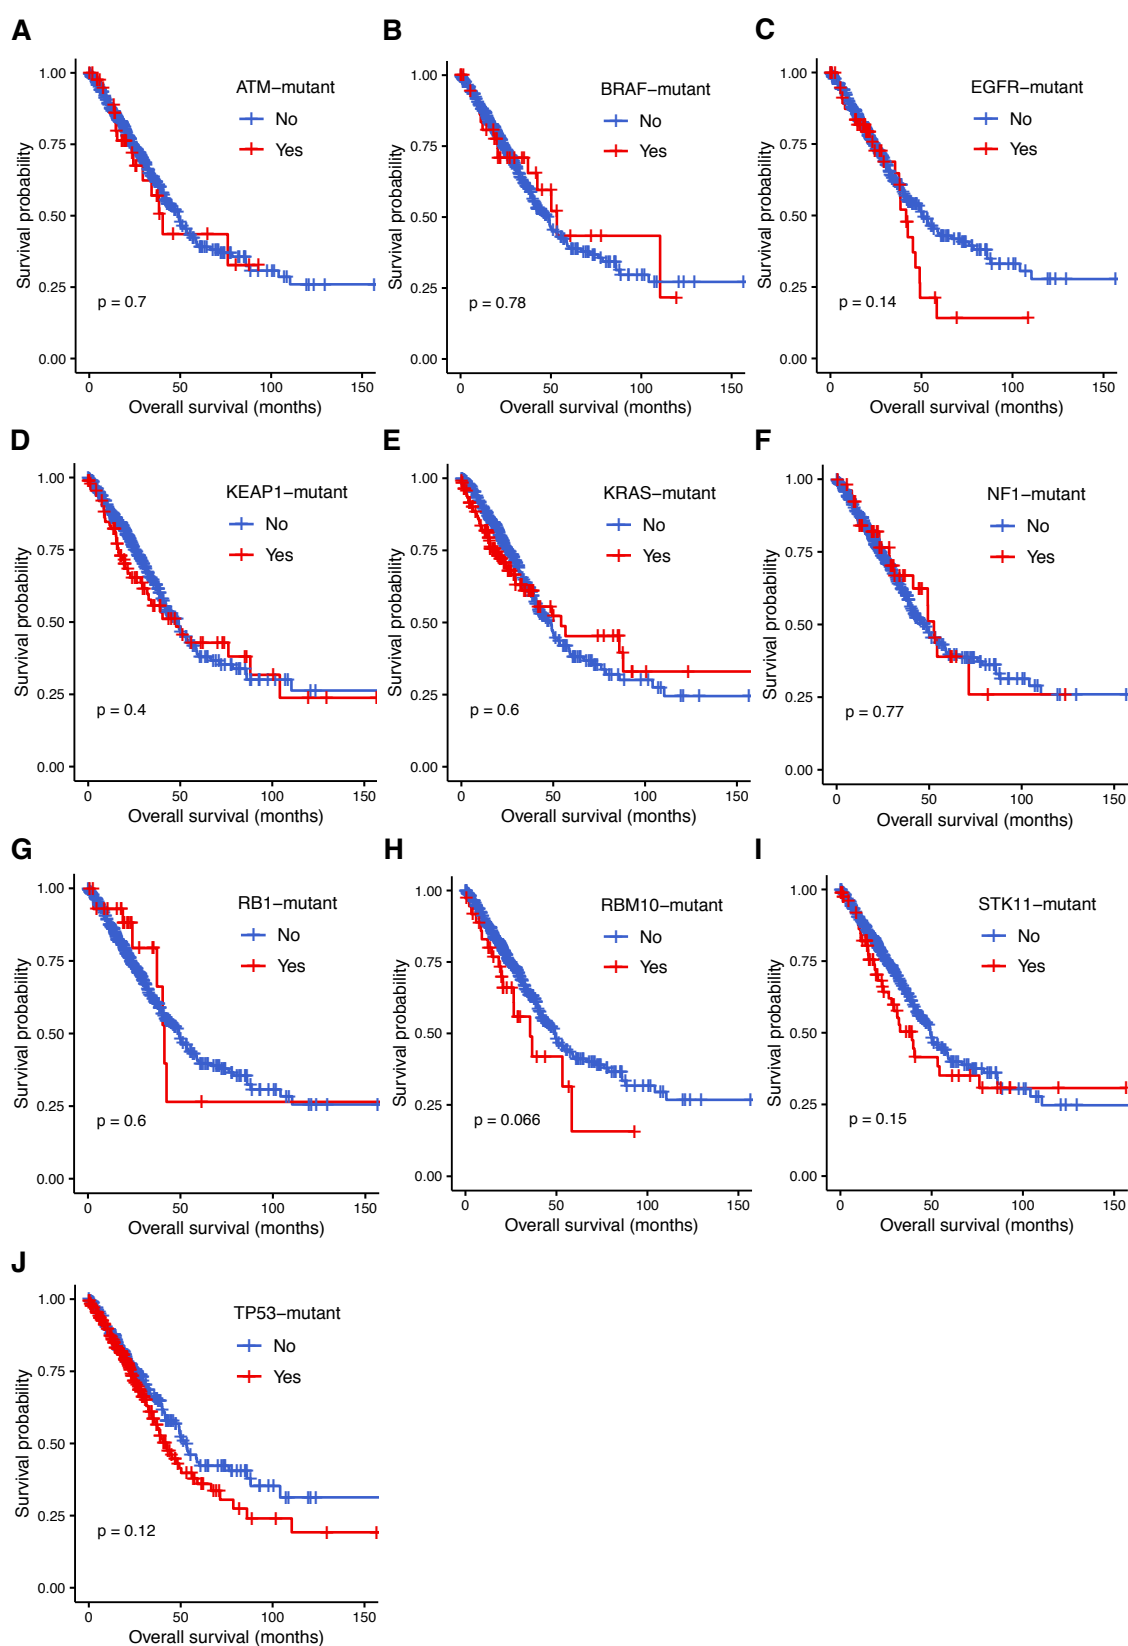 A
ATM−mutant
No
Yes
Survival probability
1.00
0.75
0.50
0.25
0.00
p = 0.7
0 50 100 150
Overall survival (months)
B
BRAF−mutant
No
Yes
Survival probability
1.00
0.75
0.50
0.25
0.00
p = 0.78
0 50 100 150
Overall survival (months)
C
EGFR−mutant
No
Yes
Survival probability
1.00
0.75
0.50
0.25
0.00
p = 0.14
0 50 100 150
Overall survival (months)
D
KEAP1−mutant
No
Yes
Survival probability
1.00
0.75
0.50
0.25
0.00
p = 0.4
0 50 100 150
Overall survival (months)
E
KRAS−mutant
No
Yes
Survival probability
1.00
0.75
0.50
0.25
0.00
p = 0.6
0 50 100 150
Overall survival (months)
F
NF1−mutant
No
Yes
Survival probability
1.00
0.75
0.50
0.25
0.00
p = 0.77
0 50 100 150
Overall survival (months)
G
RB1−mutant
No
Yes
Survival probability
1.00
0.75
0.50
0.25
0.00
p = 0.6
0 50 100 150
Overall survival (months)
H
RBM10−mutant
No
Yes
Survival probability
1.00
0.75
0.50
0.25
0.00
p = 0.066
0 50 100 150
Overall survival (months)
I
STK11−mutant
No
Yes
Survival probability
1.00
0.75
0.50
0.25
0.00
p = 0.15
0 50 100 150
Overall survival (months)
J
TP53−mutant
No
Yes
Survival probability
1.00
0.75
0.50
0.25
0.00
p = 0.12
0 50 100 150
Overall survival (months)